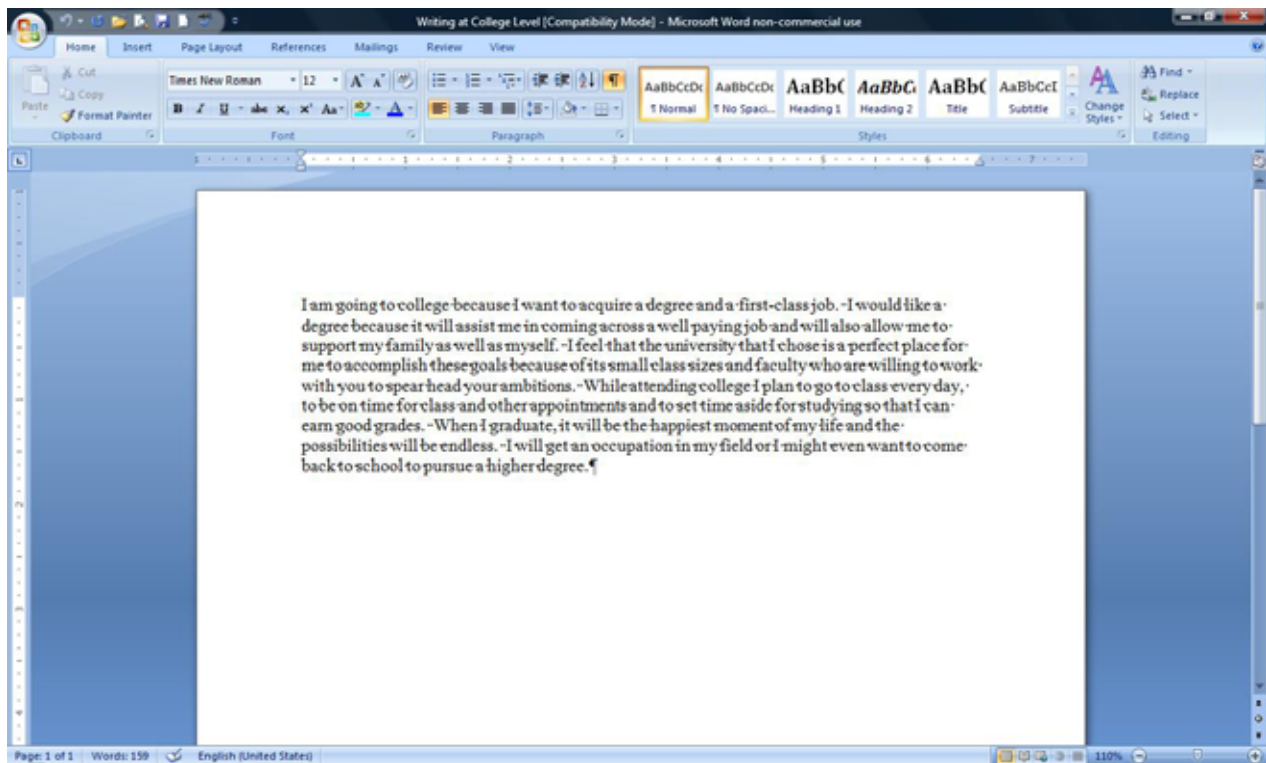 Writing at College Level [Compatibility Mode] - Microsoft Word non-commercial use
Home Insert Page Layout References Mailings Review View
Cut
Copy
Paste
Format Painter
Clipboard
Times New Roman 12
Font
Paragraph
AaBbCcDc AaBbCcDc AaBbC AaBbC AaBbC AaBbCcI
¶ Normal ¶ No Spaci... Heading 1 Heading 2 Title Subtitle
Change Styles
Styles
Find
Replace
Select
Editing
I am going to college because I want to acquire a degree and a first-class job. I would like a
degree because it will assist me in coming across a well paying job and will also allow me to
support my family as well as myself. I feel that the university that I chose is a perfect place for
me to accomplish these goals because of its small class sizes and faculty who are willing to work
with you to spear head your ambitions. While attending college I plan to go to class every day,
to be on time for class and other appointments and to set time aside for studying so that I can
earn good grades. When I graduate, it will be the happiest moment of my life and the
possibilities will be endless. I will get an occupation in my field or I might even want to come
back to school to pursue a higher degree.¶
Page: 1 of 1 Words: 159 English (United States) 110%